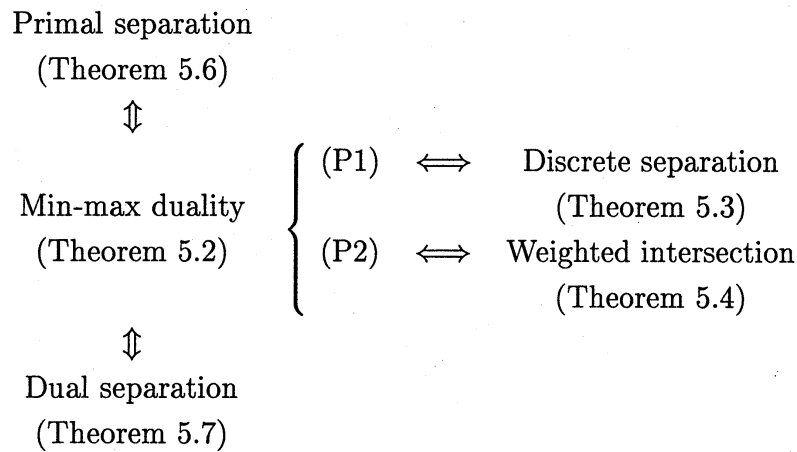 Primal separation
(Theorem 5.6)
⇕
(P1) ⟺ Discrete separation
Min-max duality
(Theorem 5.3)
(Theorem 5.2)
(P2) ⟺ Weighted intersection
(Theorem 5.4)
⇕
Dual separation
(Theorem 5.7)